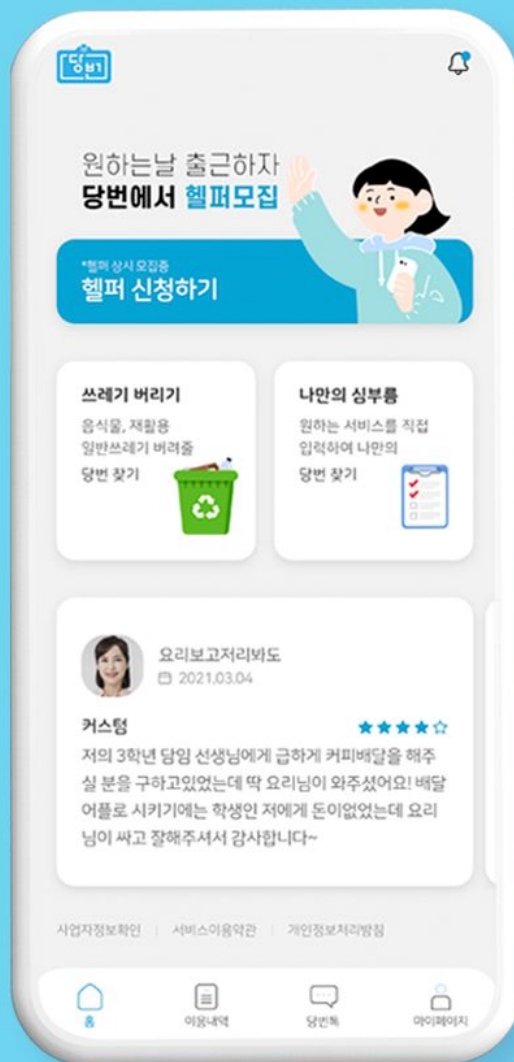 당번
원하는날 출근하자
당번에서 헬퍼모집
*헬퍼 상시 모집중
헬퍼 신청하기
쓰레기 버리기
음식물, 재활용
일반쓰레기 버려줄
당번 찾기
나만의 심부름
원하는 서비스를 직접
입력하여 나만의
당번 찾기
요리보고저리봐도
2021.03.04
커스텀
저의 3학년 담임 선생님에게 급하게 커피배달을 해주
실 분을 구하고있었는데 딱 요리님이 와주셨어요! 배달
어플로 시키기에는 학생인 저에게 돈이없었는데 요리
님이 싸고 잘해주셔서 감사합니다~
사업자정보확인 | 서비스이용약관 | 개인정보처리방침
홈 이용내역 당번톡 마이페이지